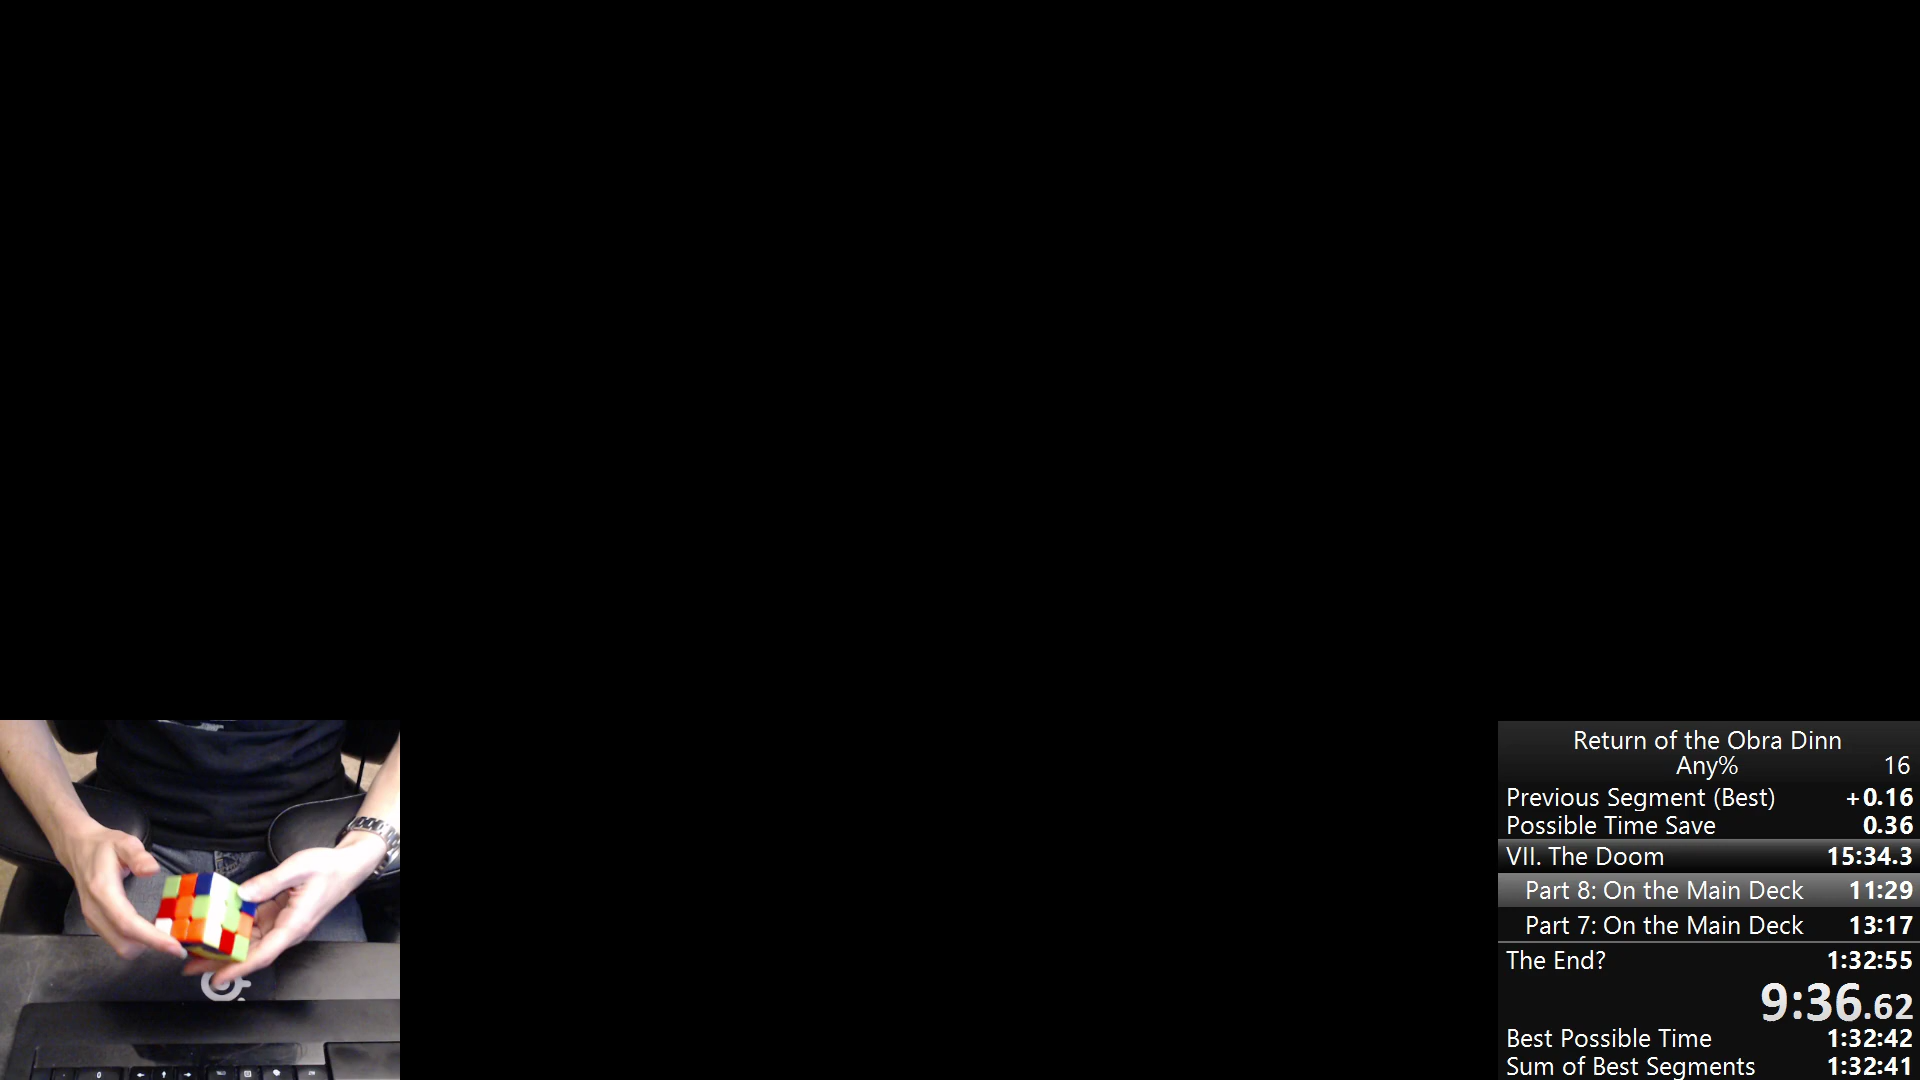 Return of the Obra Dinn
Any% 16
Previous Segment (Best) +0.16
Possible Time Save 0.36
VII. The Doom 15:34.3
Part 8: On the Main Deck 11:29
Part 7: On the Main Deck 13:17
The End? 1:32:55
9:36.62
Best Possible Time 1:32:42
Sum of Best Segments 1:32:41